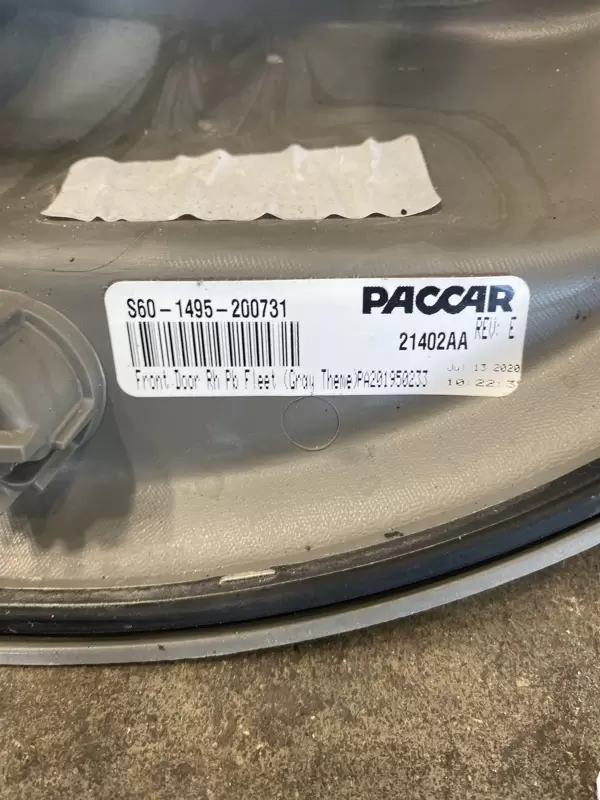 S60-1495-200731
PACCAR
21402AA
REV: E
Jul 13 2020
Front Door Rh Pb Fleet (Gray Theme)PA201950233
10:22:3